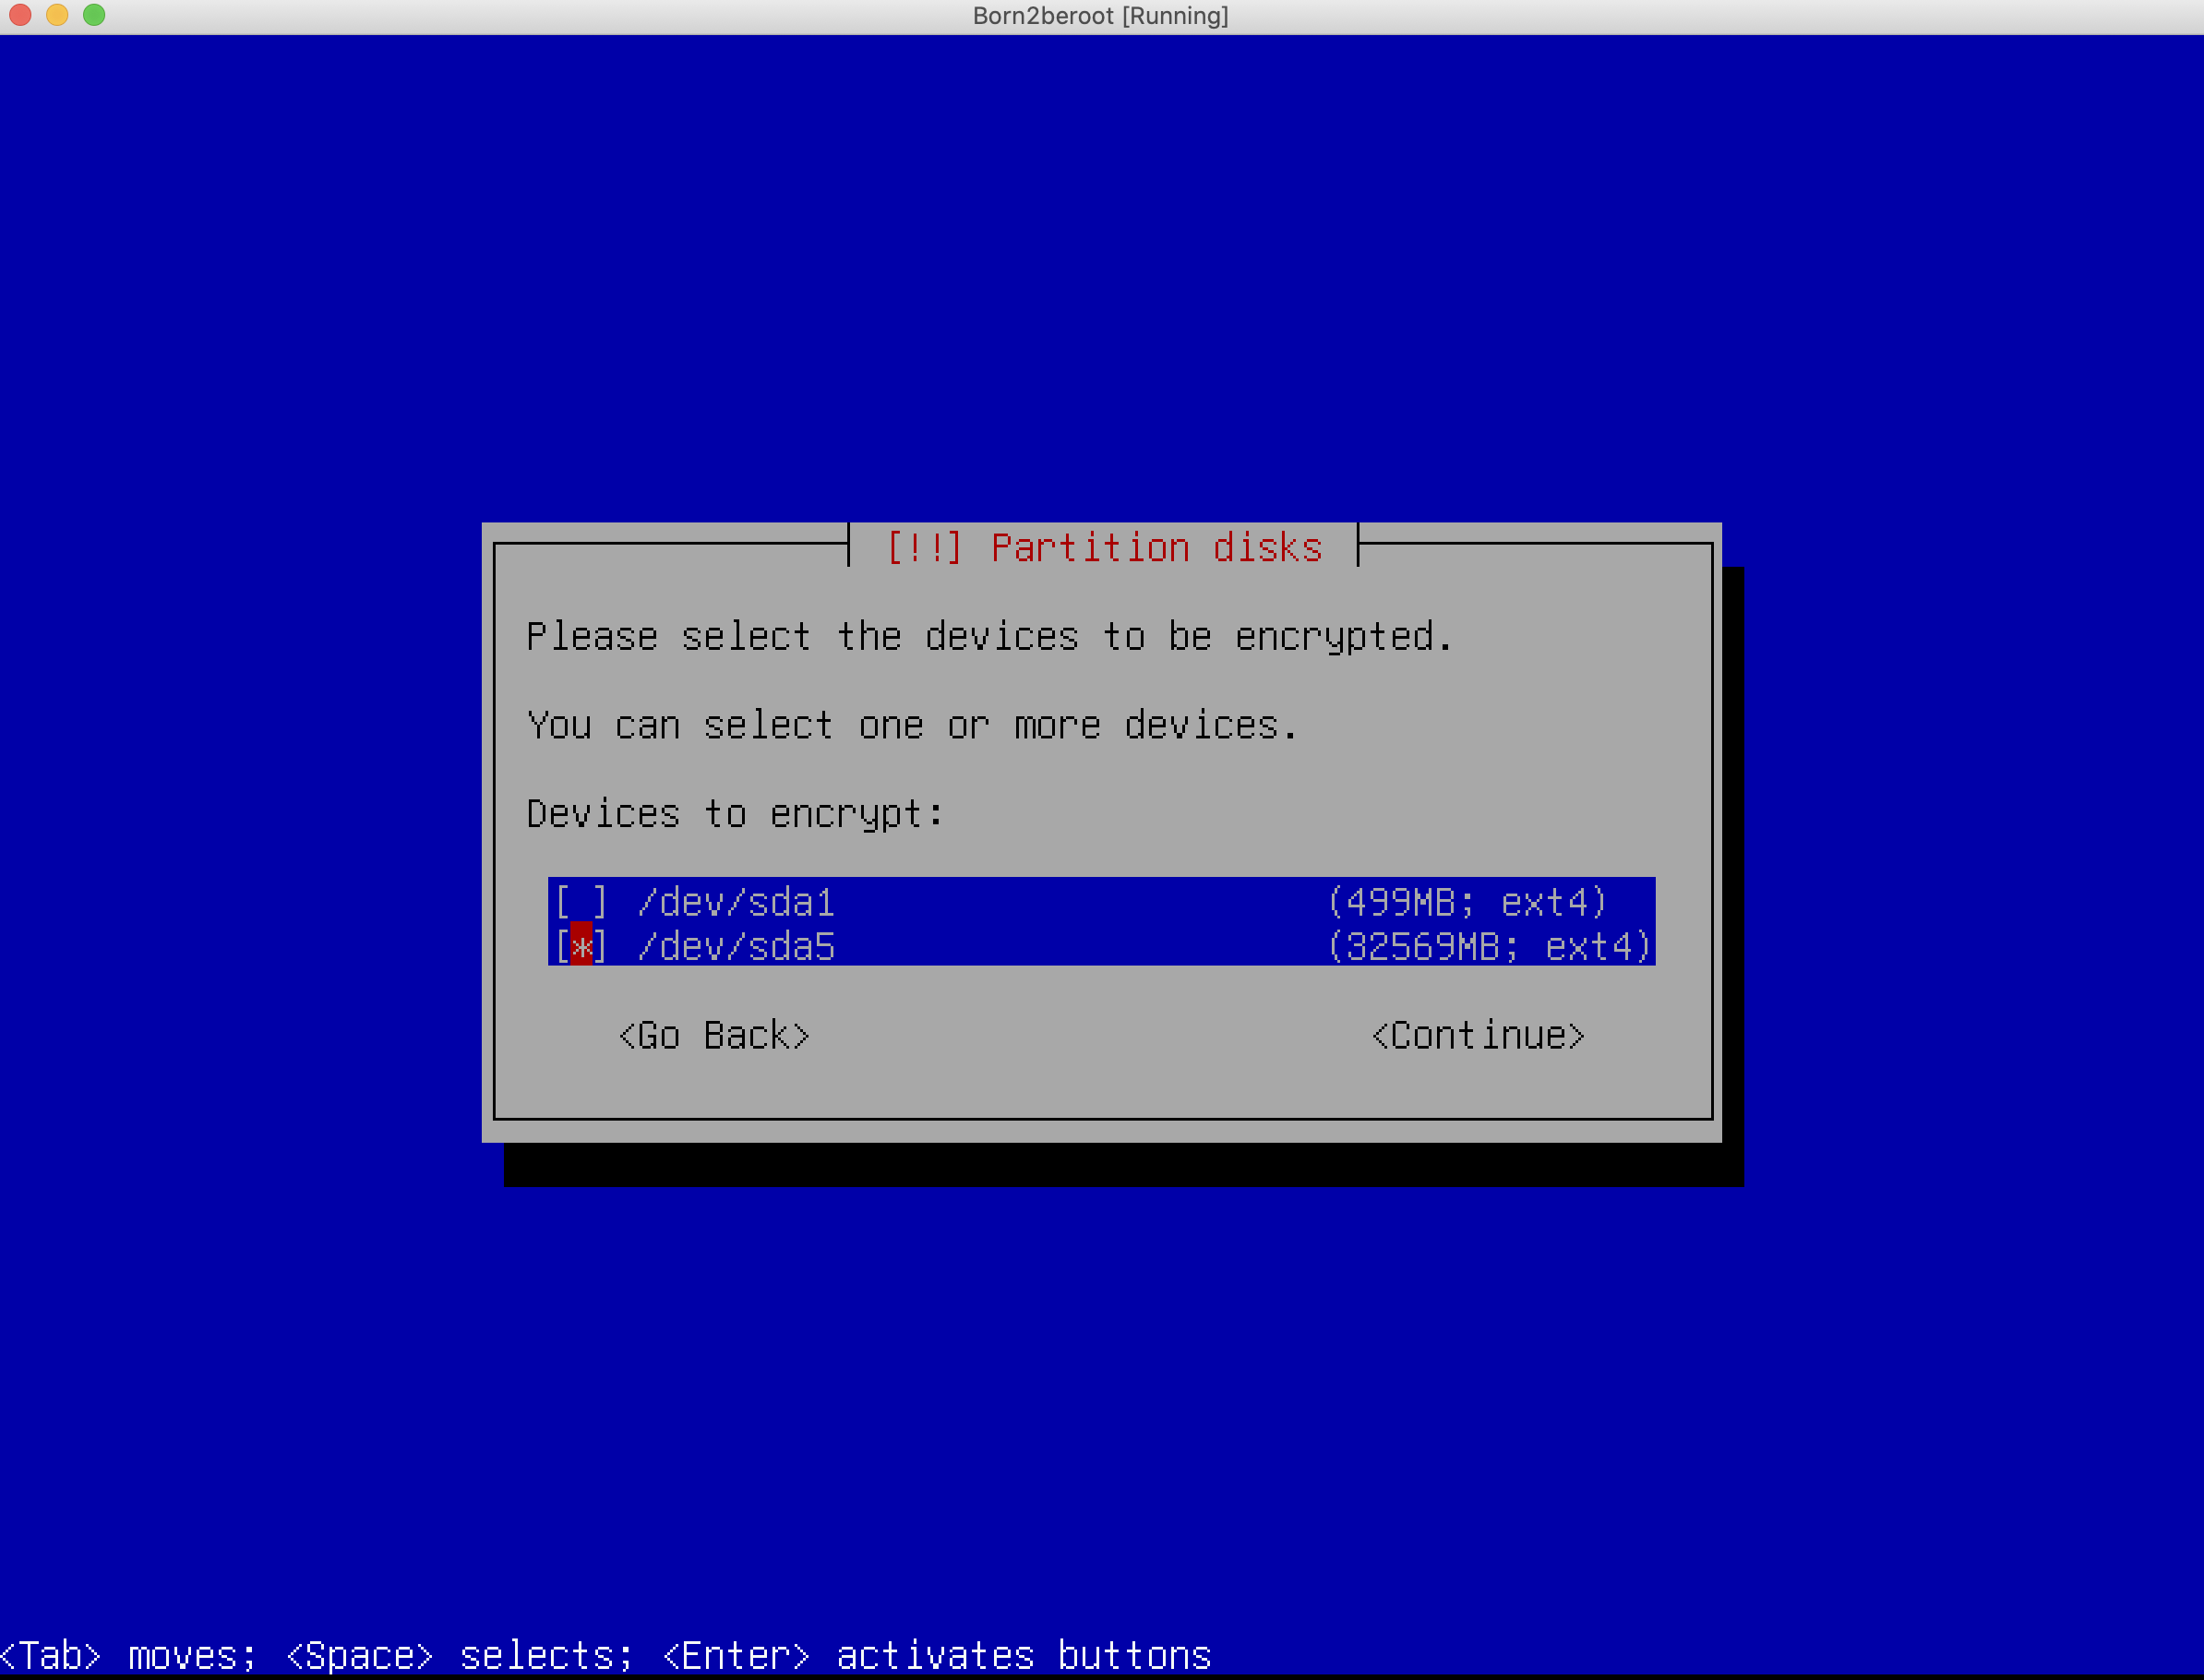 Born2beroot [Running]
[!!] Partition disks
Please select the devices to be encrypted.
You can select one or more devices.
Devices to encrypt:
[ ] /dev/sda1 (499MB; ext4)
[*] /dev/sda5 (32569MB; ext4)
<Go Back> <Continue>
<Tab> moves; <Space> selects; <Enter> activates buttons